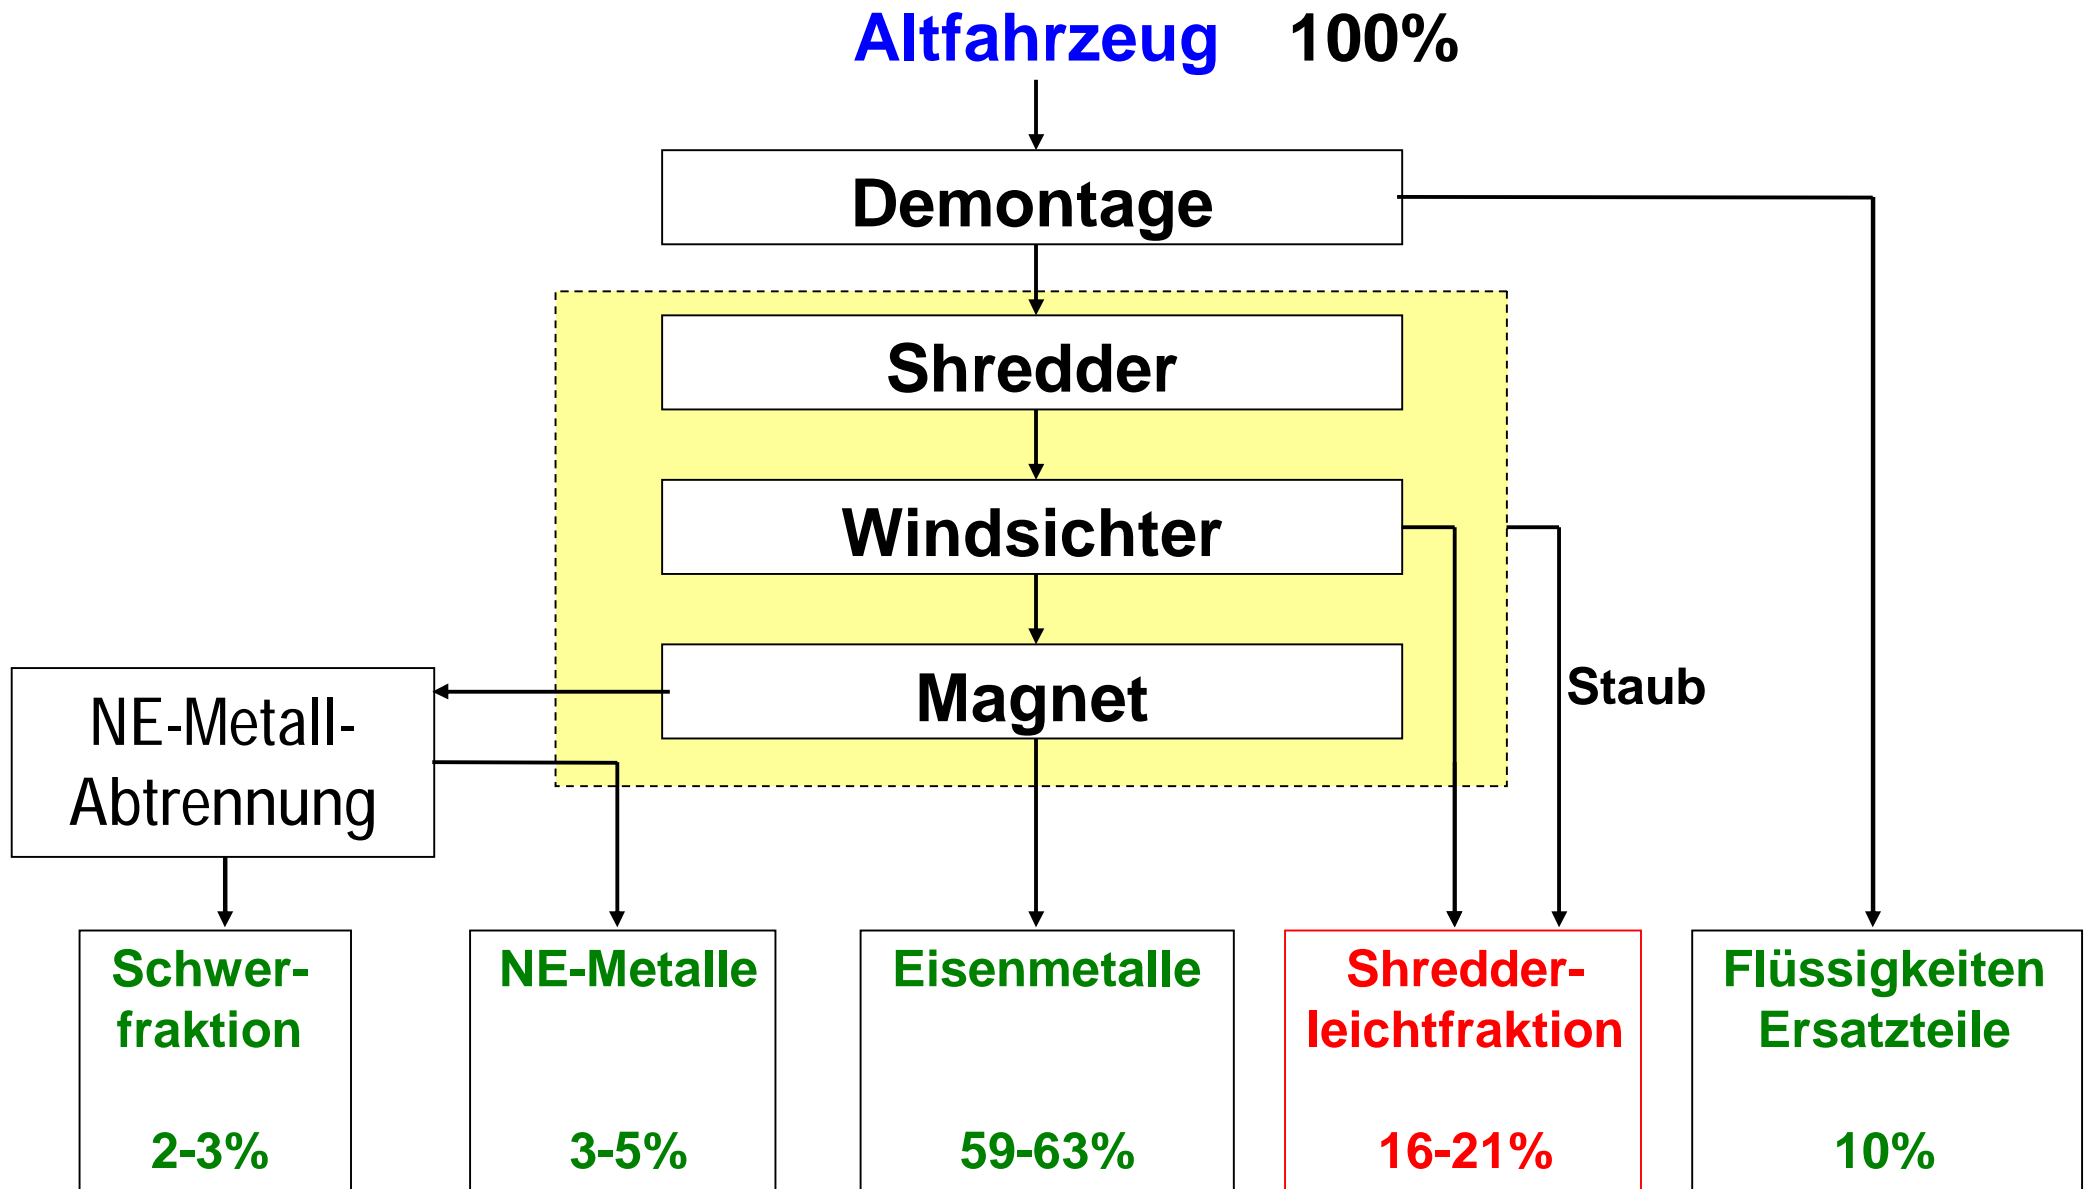 Altfahrzeug 100%
Demontage
Shredder
Windsichter
Magnet
Staub
NE-Metall-
Abtrennung
Schwer-
fraktion
2-3%
NE-Metalle
3-5%
Eisenmetalle
59-63%
Shredder-
leichtfraktion
16-21%
Flüssigkeiten
Ersatzteile
10%